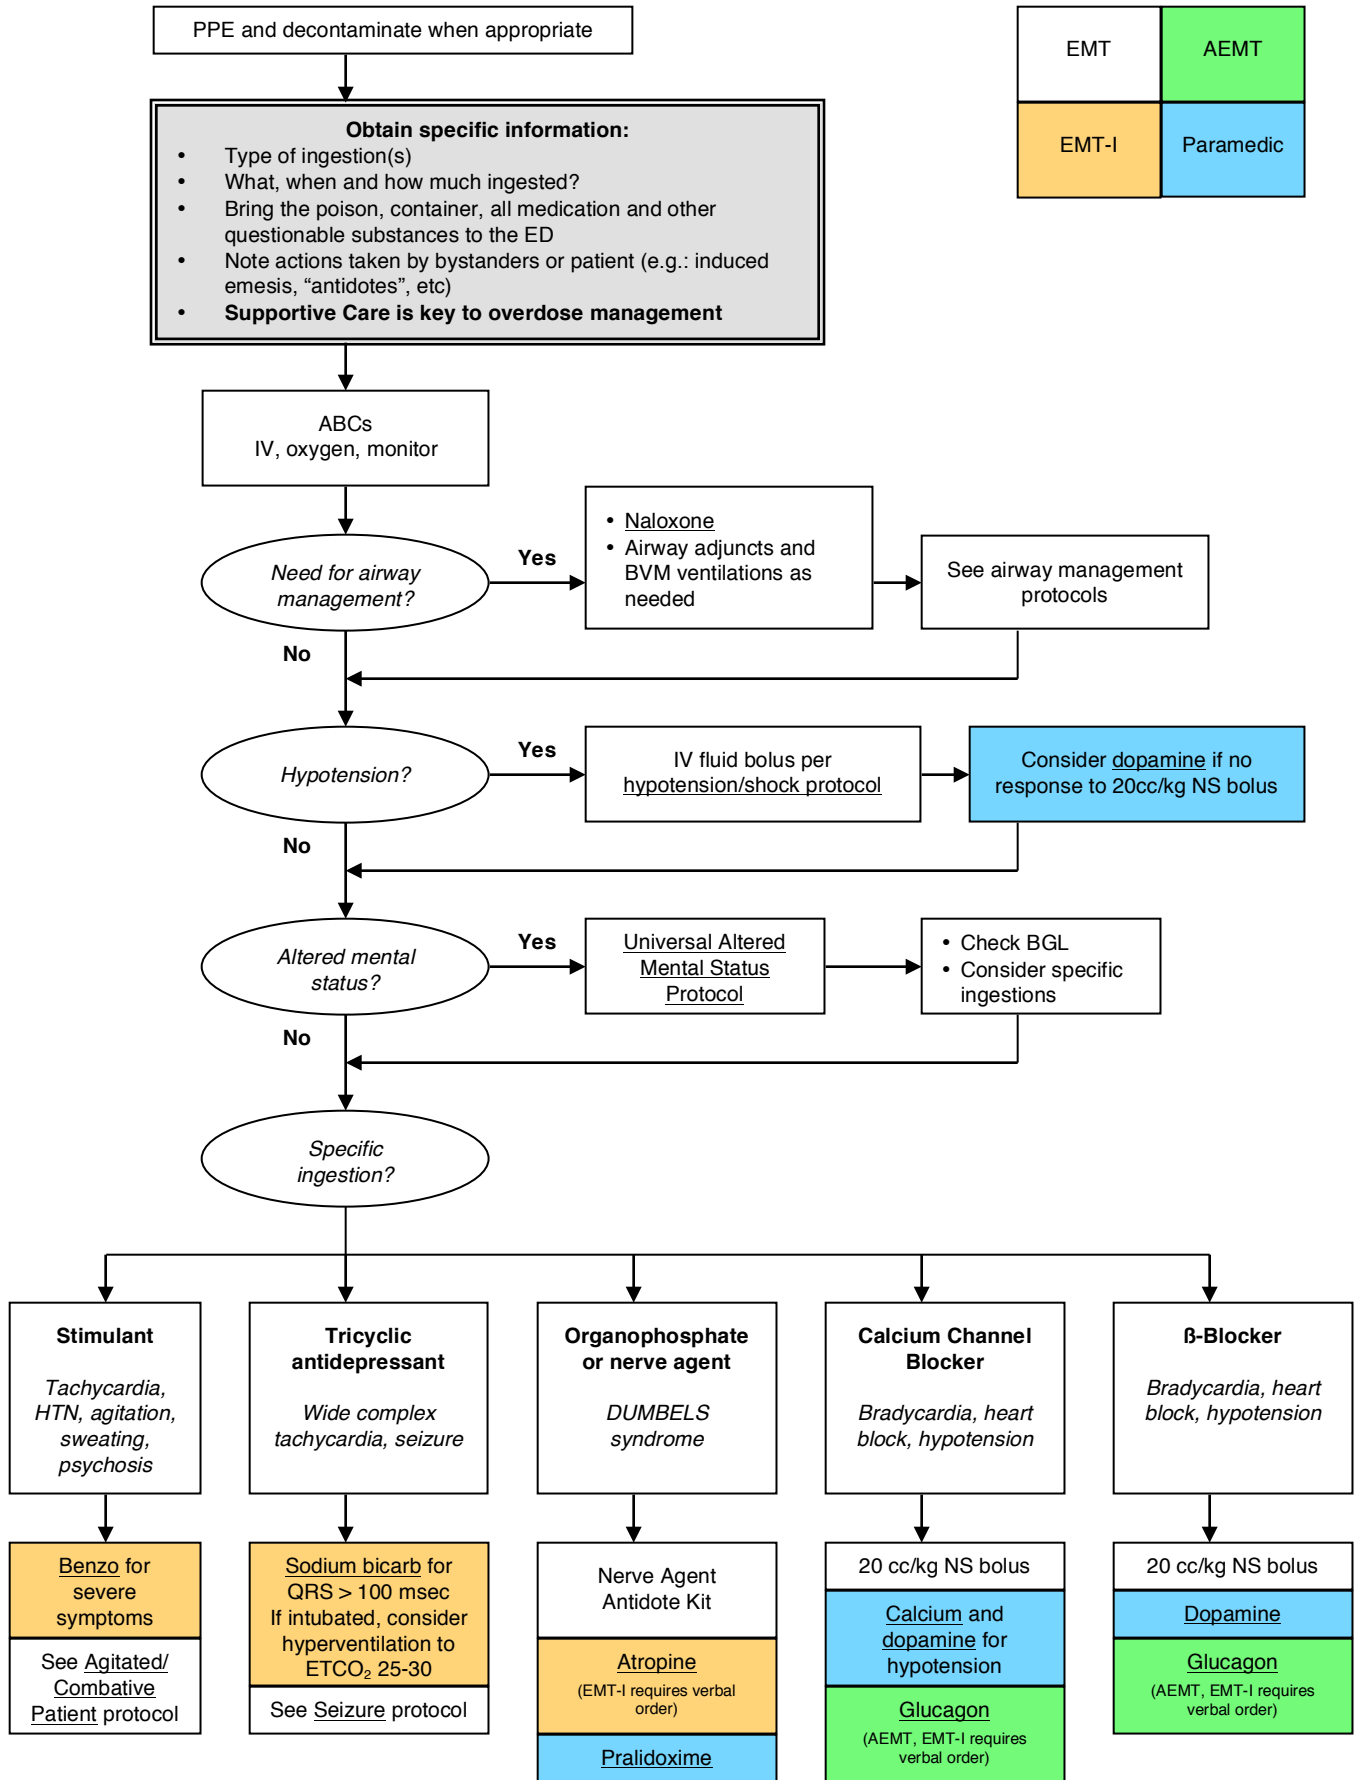 PPE and decontaminate when appropriate
EMT
AEMT
EMT-I
Paramedic
Obtain specific information:
• Type of ingestion(s)
• What, when and how much ingested?
• Bring the poison, container, all medication and other
questionable substances to the ED
• Note actions taken by bystanders or patient (e.g.: induced
emesis, “antidotes”, etc)
• Supportive Care is key to overdose management
ABCs
IV, oxygen, monitor
Need for airway
management?
Yes
• Naloxone
• Airway adjuncts and
BVM ventilations as
needed
See airway management
protocols
No
Hypotension?
Yes
IV fluid bolus per
hypotension/shock protocol
Consider dopamine if no
response to 20cc/kg NS bolus
No
Altered mental
status?
Yes
Universal Altered
Mental Status
Protocol
• Check BGL
• Consider specific
ingestions
No
Specific
ingestion?
Stimulant
Tachycardia,
HTN, agitation,
sweating,
psychosis
Benzo for
severe
symptoms
See Agitated/
Combative
Patient protocol
Tricyclic
antidepressant
Wide complex
tachycardia, seizure
Sodium bicarb for
QRS > 100 msec
If intubated, consider
hyperventilation to
ETCO₂ 25-30
See Seizure protocol
Organophosphate
or nerve agent
DUMBELS
syndrome
Nerve Agent
Antidote Kit
Atropine
(EMT-I requires verbal
order)
Pralidoxime
Calcium Channel
Blocker
Bradycardia, heart
block, hypotension
20 cc/kg NS bolus
Calcium and
dopamine for
hypotension
Glucagon
(AEMT, EMT-I requires
verbal order)
ß-Blocker
Bradycardia, heart
block, hypotension
20 cc/kg NS bolus
Dopamine
Glucagon
(AEMT, EMT-I requires
verbal order)